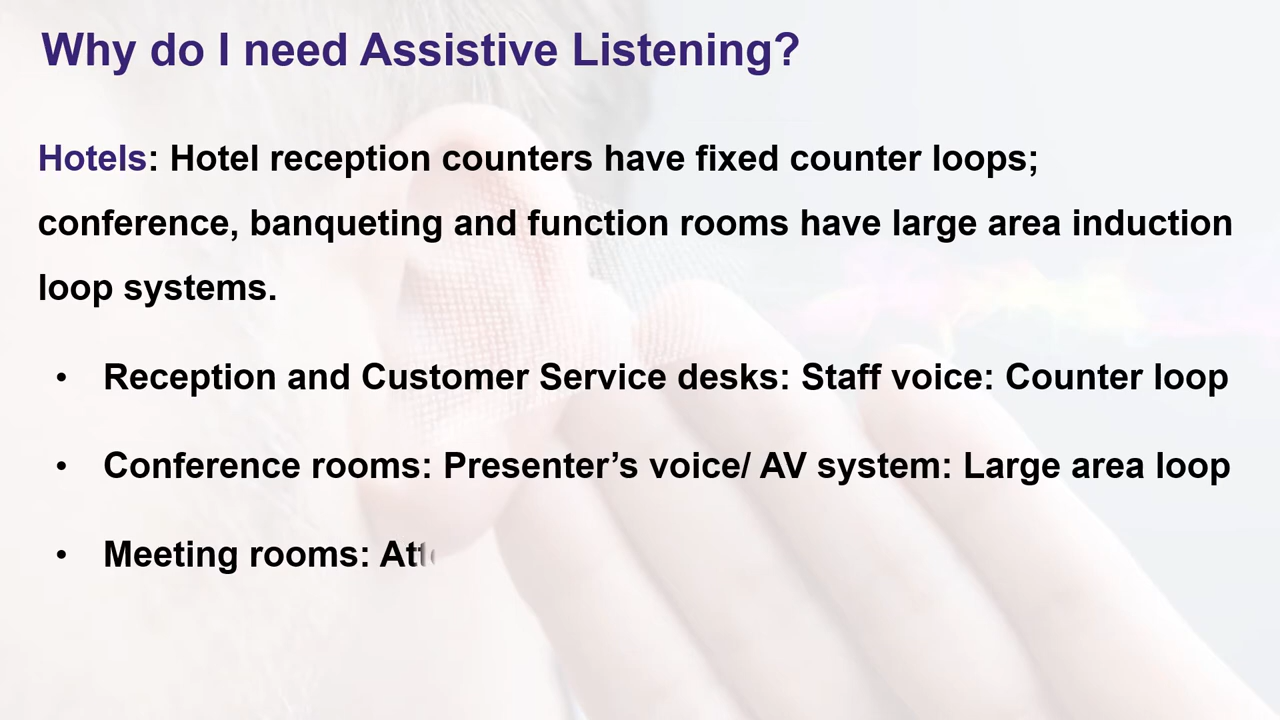 Why do I need Assistive Listening?
Hotels: Hotel reception counters have fixed counter loops;
conference, banqueting and function rooms have large area induction
loop systems.
• Reception and Customer Service desks: Staff voice: Counter loop
• Conference rooms: Presenter’s voice/ AV system: Large area loop
• Meeting rooms: